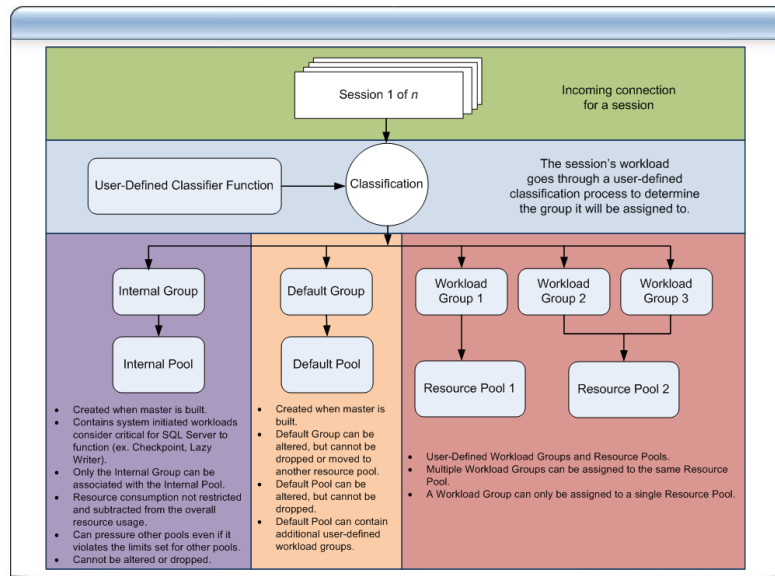 Session 1 of n
Incoming connection
for a session
User-Defined Classifier Function
Classification
The session's workload
goes through a user-defined
classification process to determine
the group it will be assigned to.
Internal Group
Default Group
Workload
Group 1
Workload
Group 2
Workload
Group 3
Internal Pool
Default Pool
Resource Pool 1
Resource Pool 2
• Created when master is built.
• Contains system initiated workloads
consider critical for SQL Server to
function (ex. Checkpoint, Lazy
Writer).
• Only the Internal Group can be
associated with the Internal Pool.
• Resource consumption not restricted
and subtracted from the overall
resource usage.
• Can pressure other pools even if it
violates the limits set for other pools.
• Cannot be altered or dropped.
• Created when master is
built.
• Default Group can be
altered, but cannot be
dropped or moved to
another resource pool.
• Default Pool can be
altered, but cannot be
dropped.
• Default Pool can contain
additional user-defined
workload groups.
• User-Defined Workload Groups and Resource Pools.
• Multiple Workload Groups can be assigned to the same Resource
Pool.
• A Workload Group can only be assigned to a single Resource Pool.